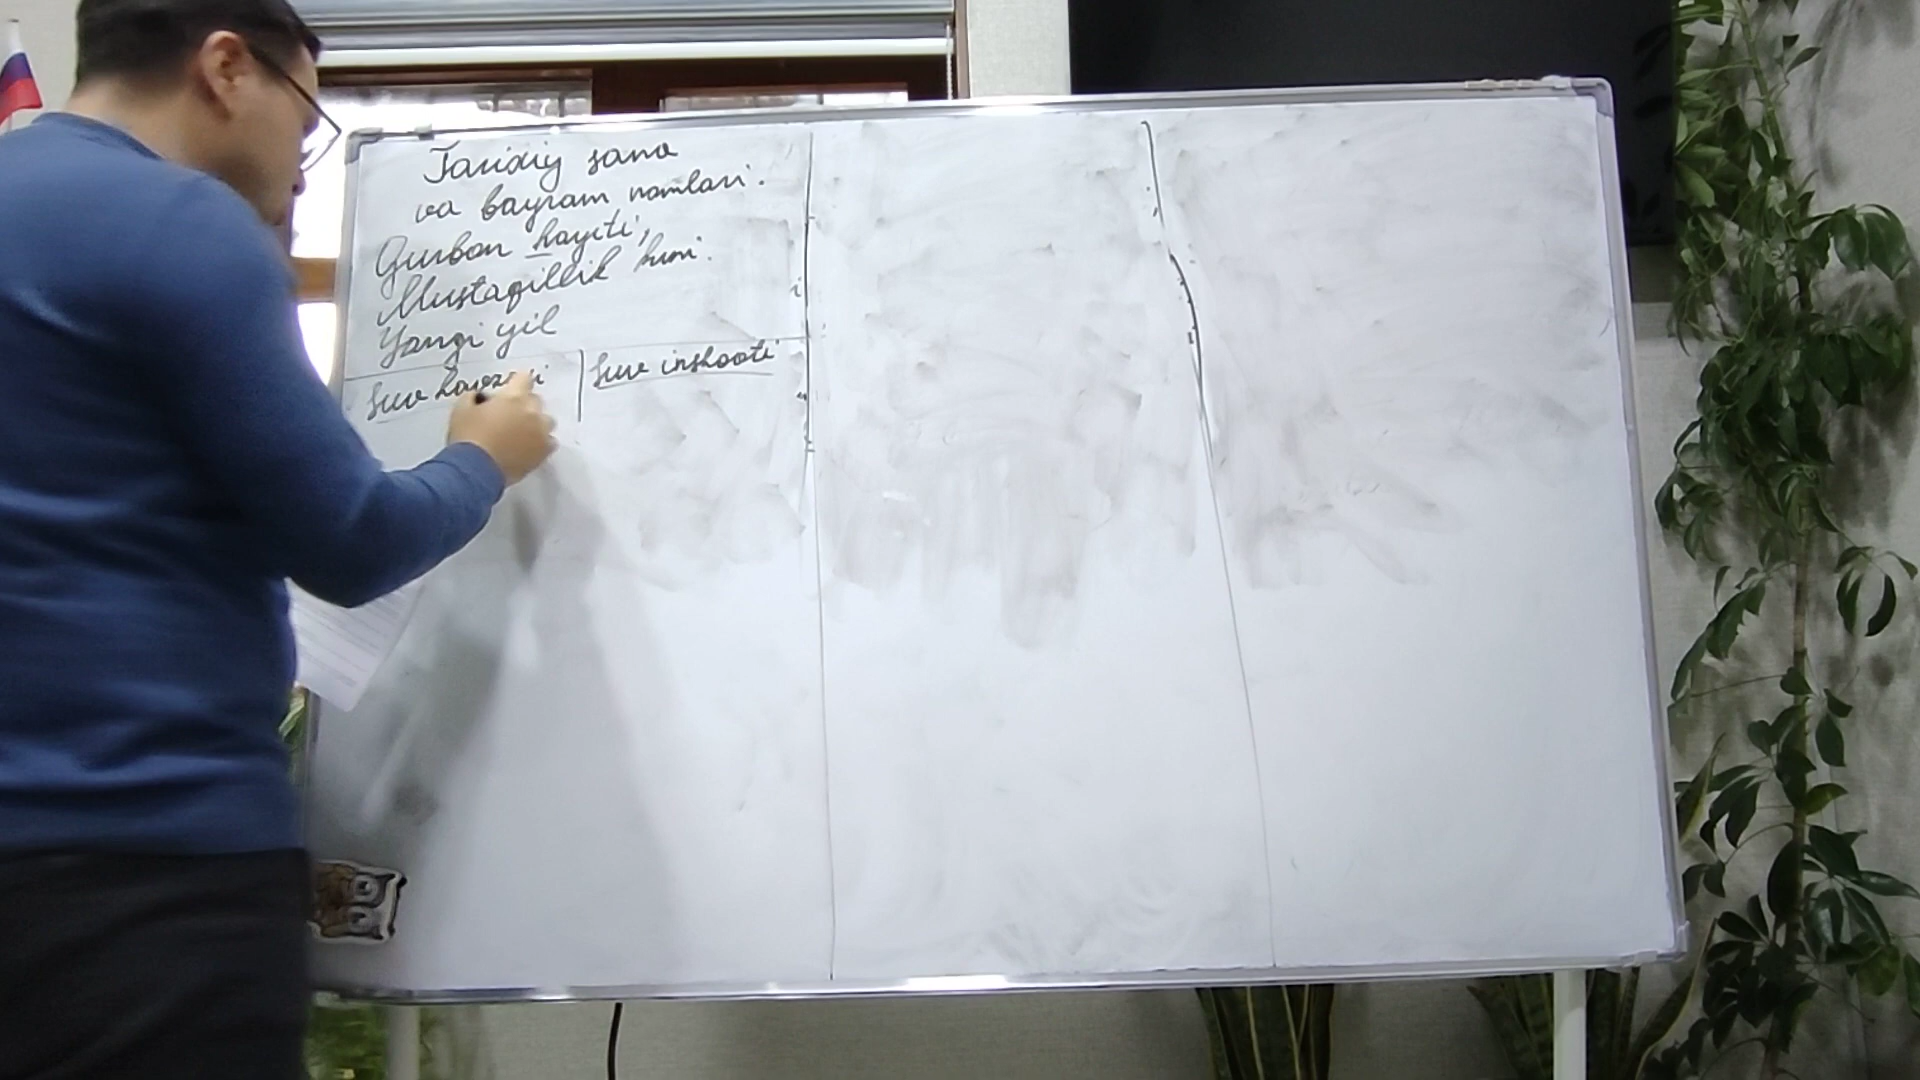 Tarixiy sana
va bayram nomlari.
Qurbon hayiti,
Mustaqillik kuni.
Yangi yil
Suv havzasi
Suv inshooti